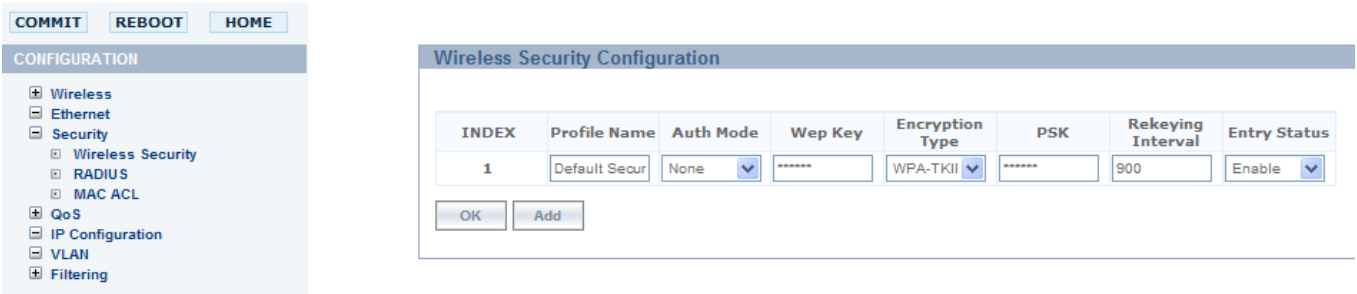 COMMIT REBOOT HOME
CONFIGURATION
Wireless
Ethernet
Security
Wireless Security
RADIUS
MAC ACL
QoS
IP Configuration
VLAN
Filtering
Wireless Security Configuration
INDEX Profile Name Auth Mode Wep Key Encryption Type PSK Rekeying Interval Entry Status
1 Default Secur None ****** WPA-TKII ****** 900 Enable
OK Add